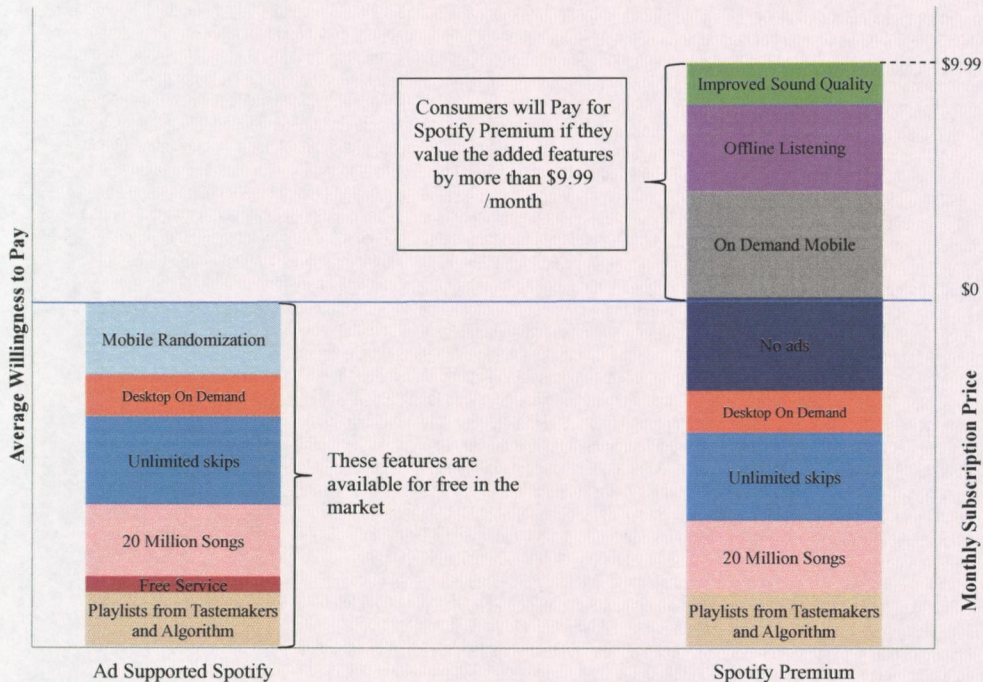 Average Willingness to Pay
Mobile Randomization
Desktop On Demand
Unlimited skips
20 Million Songs
Free Service
Playlists from Tastemakers
and Algorithm
Ad Supported Spotify
These features are
available for free in the
market
Consumers will Pay for
Spotify Premium if they
value the added features
by more than $9.99
/month
Improved Sound Quality
Offline Listening
On Demand Mobile
No ads
Desktop On Demand
Unlimited skips
20 Million Songs
Playlists from Tastemakers
and Algorithm
Spotify Premium
$9.99
$0
Monthly Subscription Price